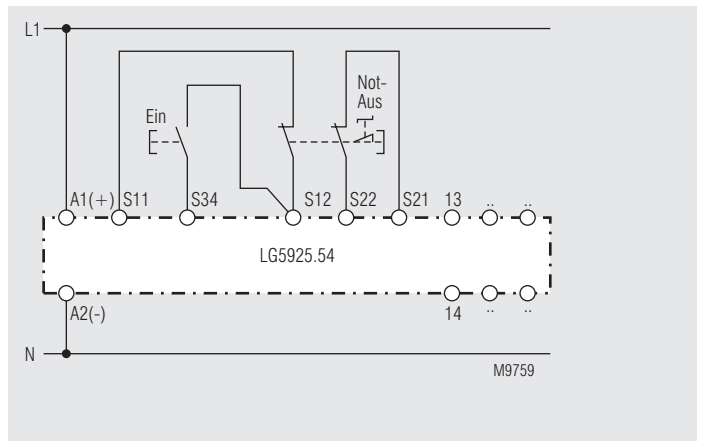 L1
Not-
Aus
Ein
A1(+) S11 S34 S12 S22 S21 13 .. ..
LG5925.54
A2(-) 14 .. ..
N
M9759